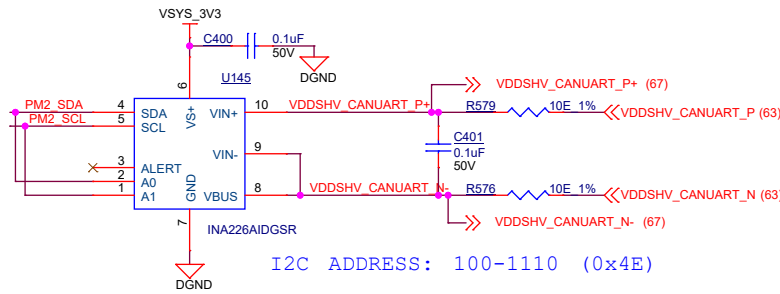 VSYS_3V3
C400
0.1uF
50V
DGND
U145
6
VS+
PM2_SDA
4
SDA
VIN+
10
VDDSHV_CANUART_P+
VDDSHV_CANUART_P+ (67)
R579
10E_1%
VDDSHV_CANUART_P (63)
PM2_SCL
5
SCL
VIN-
9
C401
0.1uF
50V
3
ALERT
2
A0
1
A1
GND
7
VBUS
8
VDDSHV_CANUART_N-
R576
10E_1%
VDDSHV_CANUART_N (63)
VDDSHV_CANUART_N- (67)
INA226AIDGSR
DGND
I2C ADDRESS: 100-1110 (0x4E)